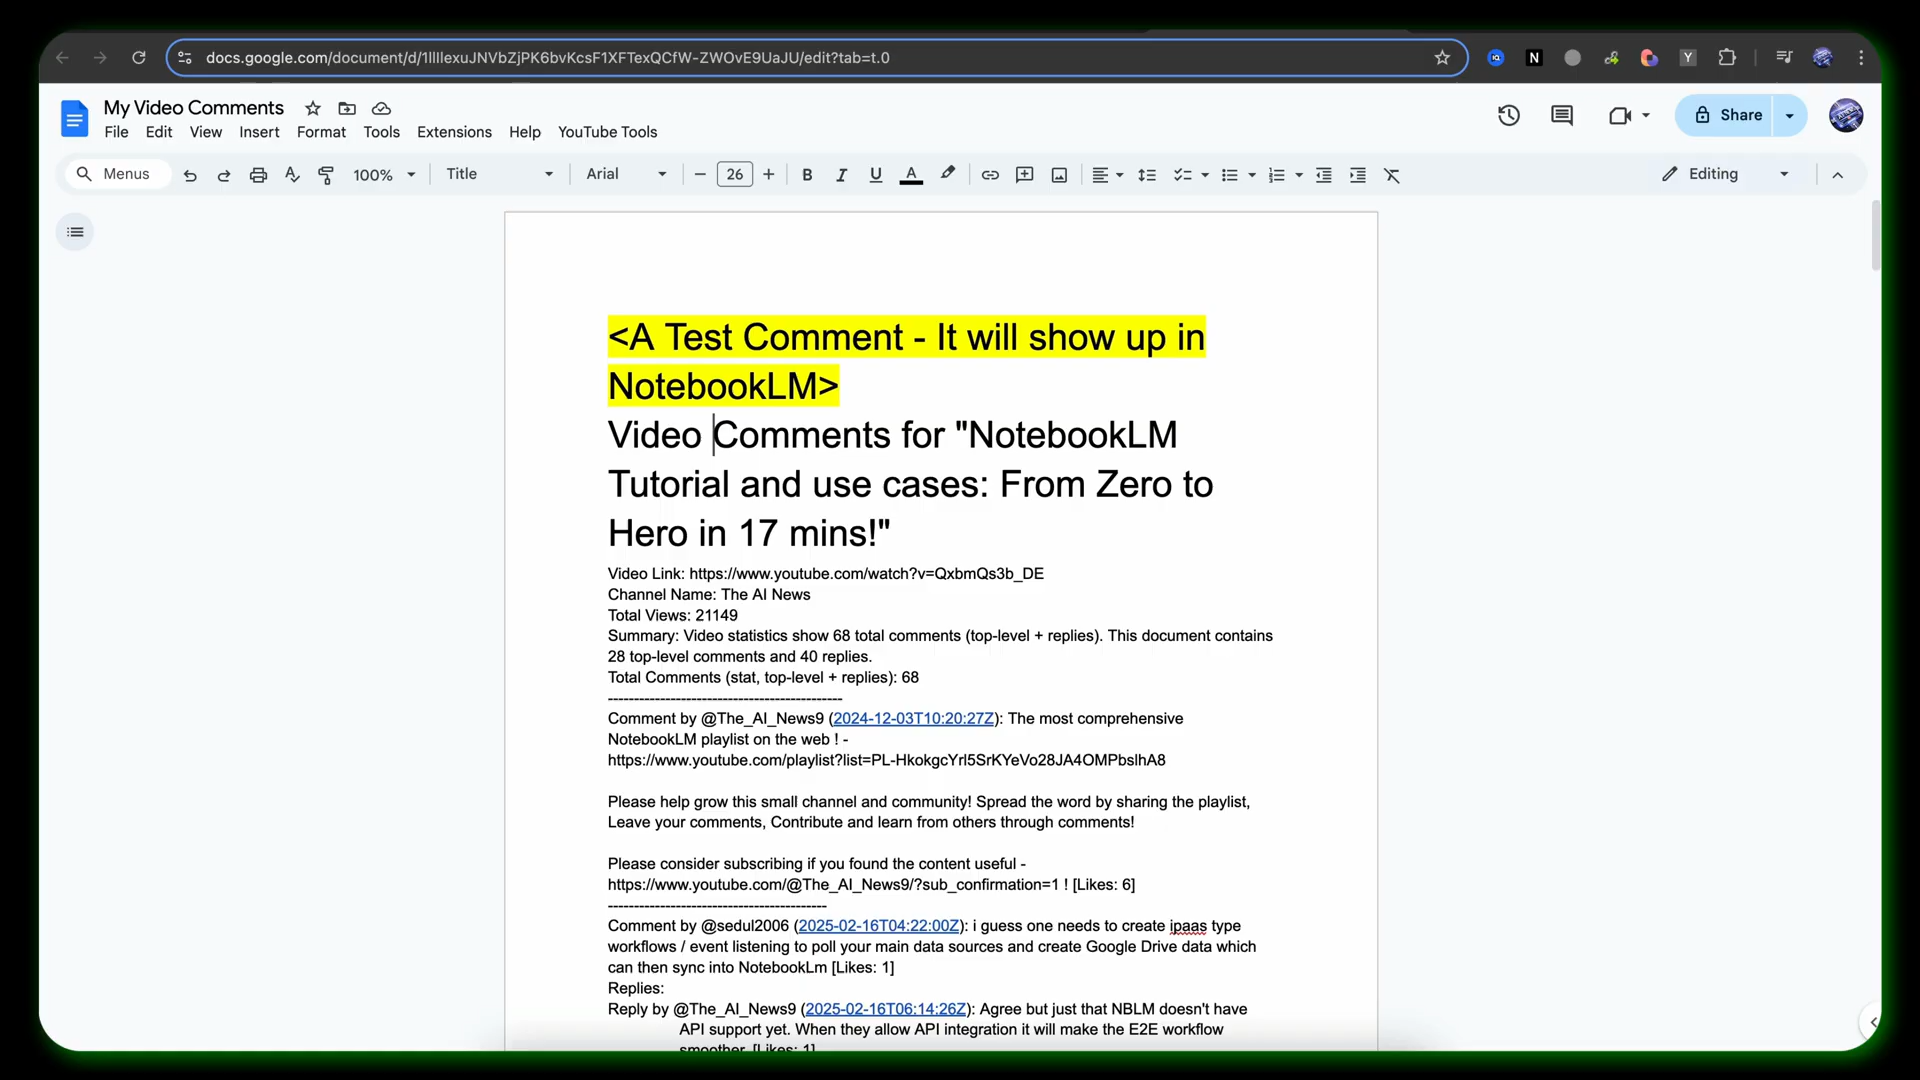 docs.google.com/document/d/1llllexuJNVbZjPK6bvKcsF1XFTexQCfW-ZWOvE9UaJU/edit?tab=t.0
N
Y
My Video Comments
Share
File Edit View Insert Format Tools Extensions Help YouTube Tools
Menus 100% Title Arial 26 B I U A Editing
<A Test Comment - It will show up in
NotebookLM>
Video Comments for "NotebookLM
Tutorial and use cases: From Zero to
Hero in 17 mins!"
Video Link: https://www.youtube.com/watch?v=QxbmQs3b_DE
Channel Name: The AI News
Total Views: 21149
Summary: Video statistics show 68 total comments (top-level + replies). This document contains
28 top-level comments and 40 replies.
Total Comments (stat, top-level + replies): 68
---------------------------------------------
Comment by @The_AI_News9 (2024-12-03T10:20:27Z): The most comprehensive
NotebookLM playlist on the web ! -
https://www.youtube.com/playlist?list=PL-HkokgcYrl5SrKYeVo28JA4OMPbslhA8
Please help grow this small channel and community! Spread the word by sharing the playlist,
Leave your comments, Contribute and learn from others through comments!
Please consider subscribing if you found the content useful -
https://www.youtube.com/@The_AI_News9/?sub_confirmation=1 ! [Likes: 6]
------------------------------------------
Comment by @sedul2006 (2025-02-16T04:22:00Z): i guess one needs to create ipaas type
workflows / event listening to poll your main data sources and create Google Drive data which
can then sync into NotebookLm [Likes: 1]
Replies:
Reply by @The_AI_News9 (2025-02-16T06:14:26Z): Agree but just that NBLM doesn't have
API support yet. When they allow API integration it will make the E2E workflow
smoother. [Likes: 1]